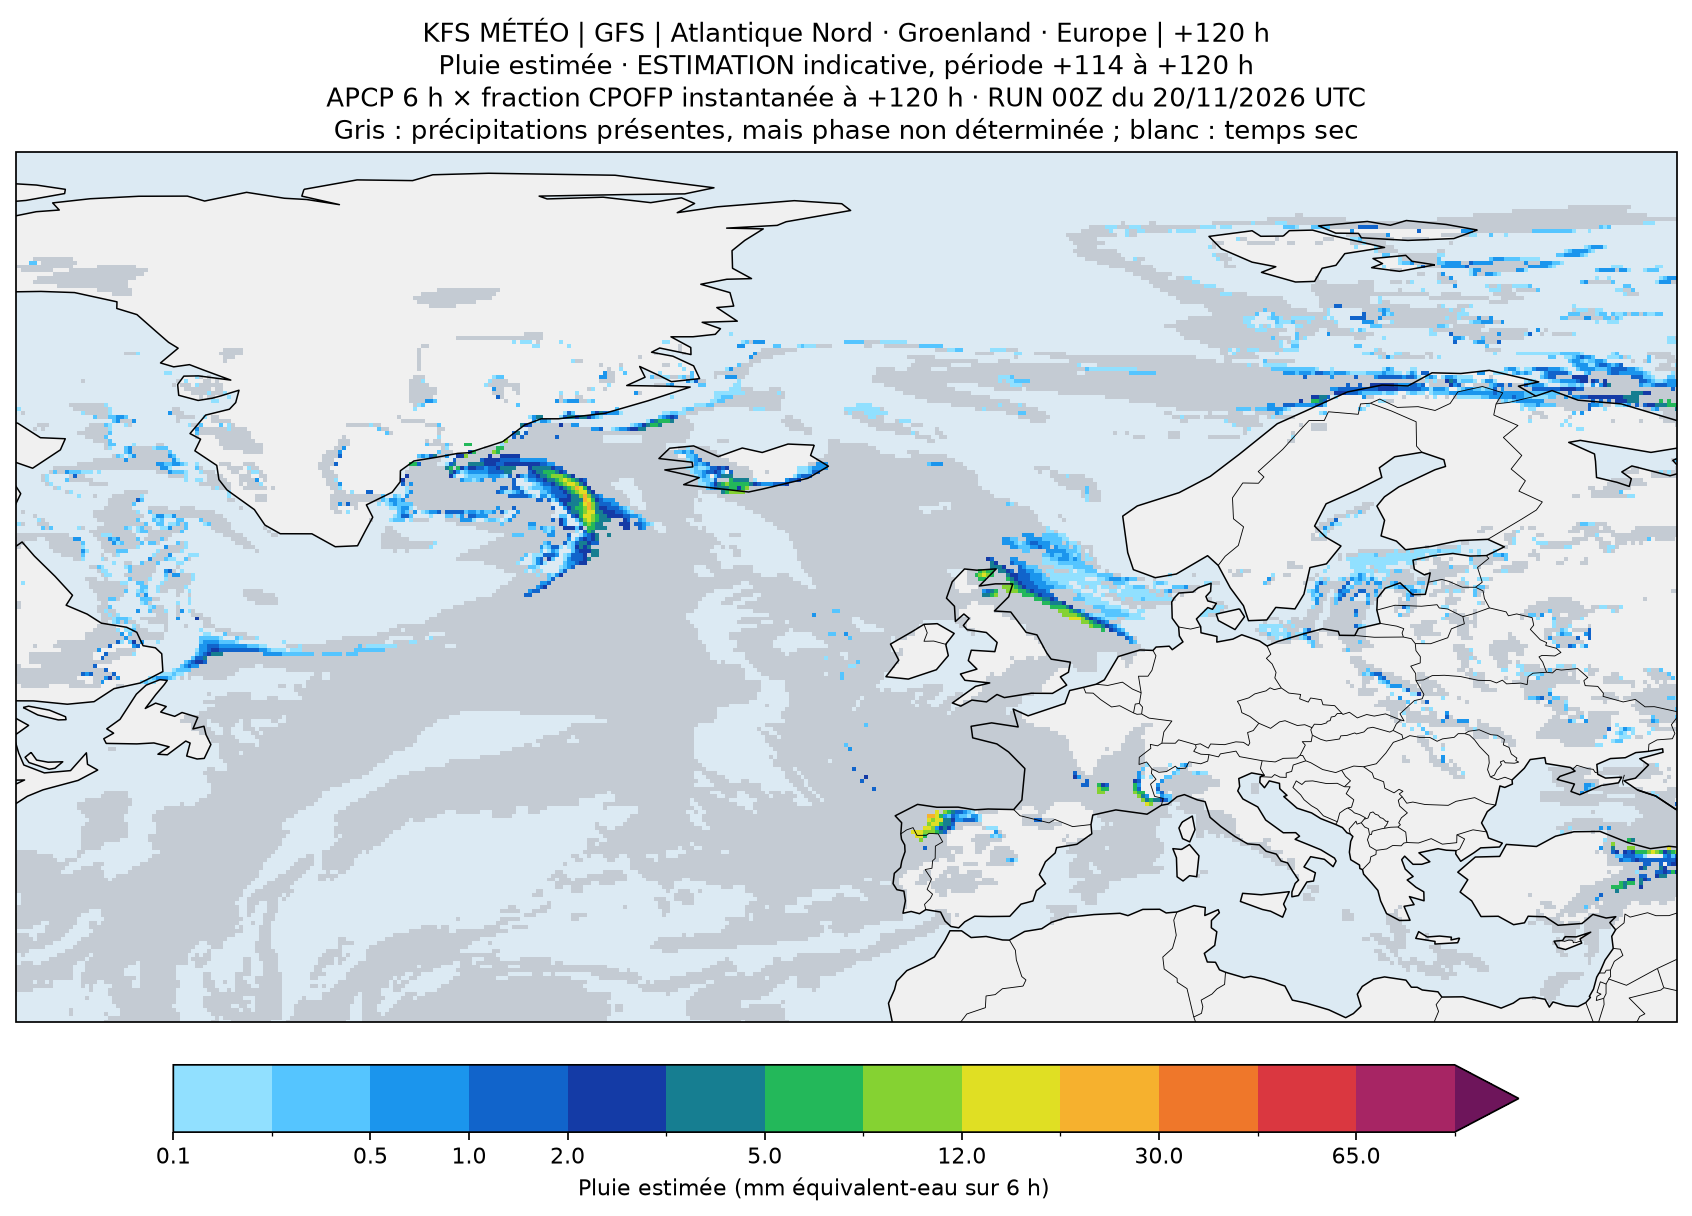 KFS MÉTÉO | GFS | Atlantique Nord · Groenland · Europe | +120 h
Pluie estimée · ESTIMATION indicative, période +114 à +120 h
APCP 6 h × fraction CPOFP instantanée à +120 h · RUN 00Z du 20/11/2026 UTC
Gris : précipitations présentes, mais phase non déterminée ; blanc : temps sec
0.1 0.5 1.0 2.0 5.0 12.0 30.0 65.0
Pluie estimée (mm équivalent-eau sur 6 h)